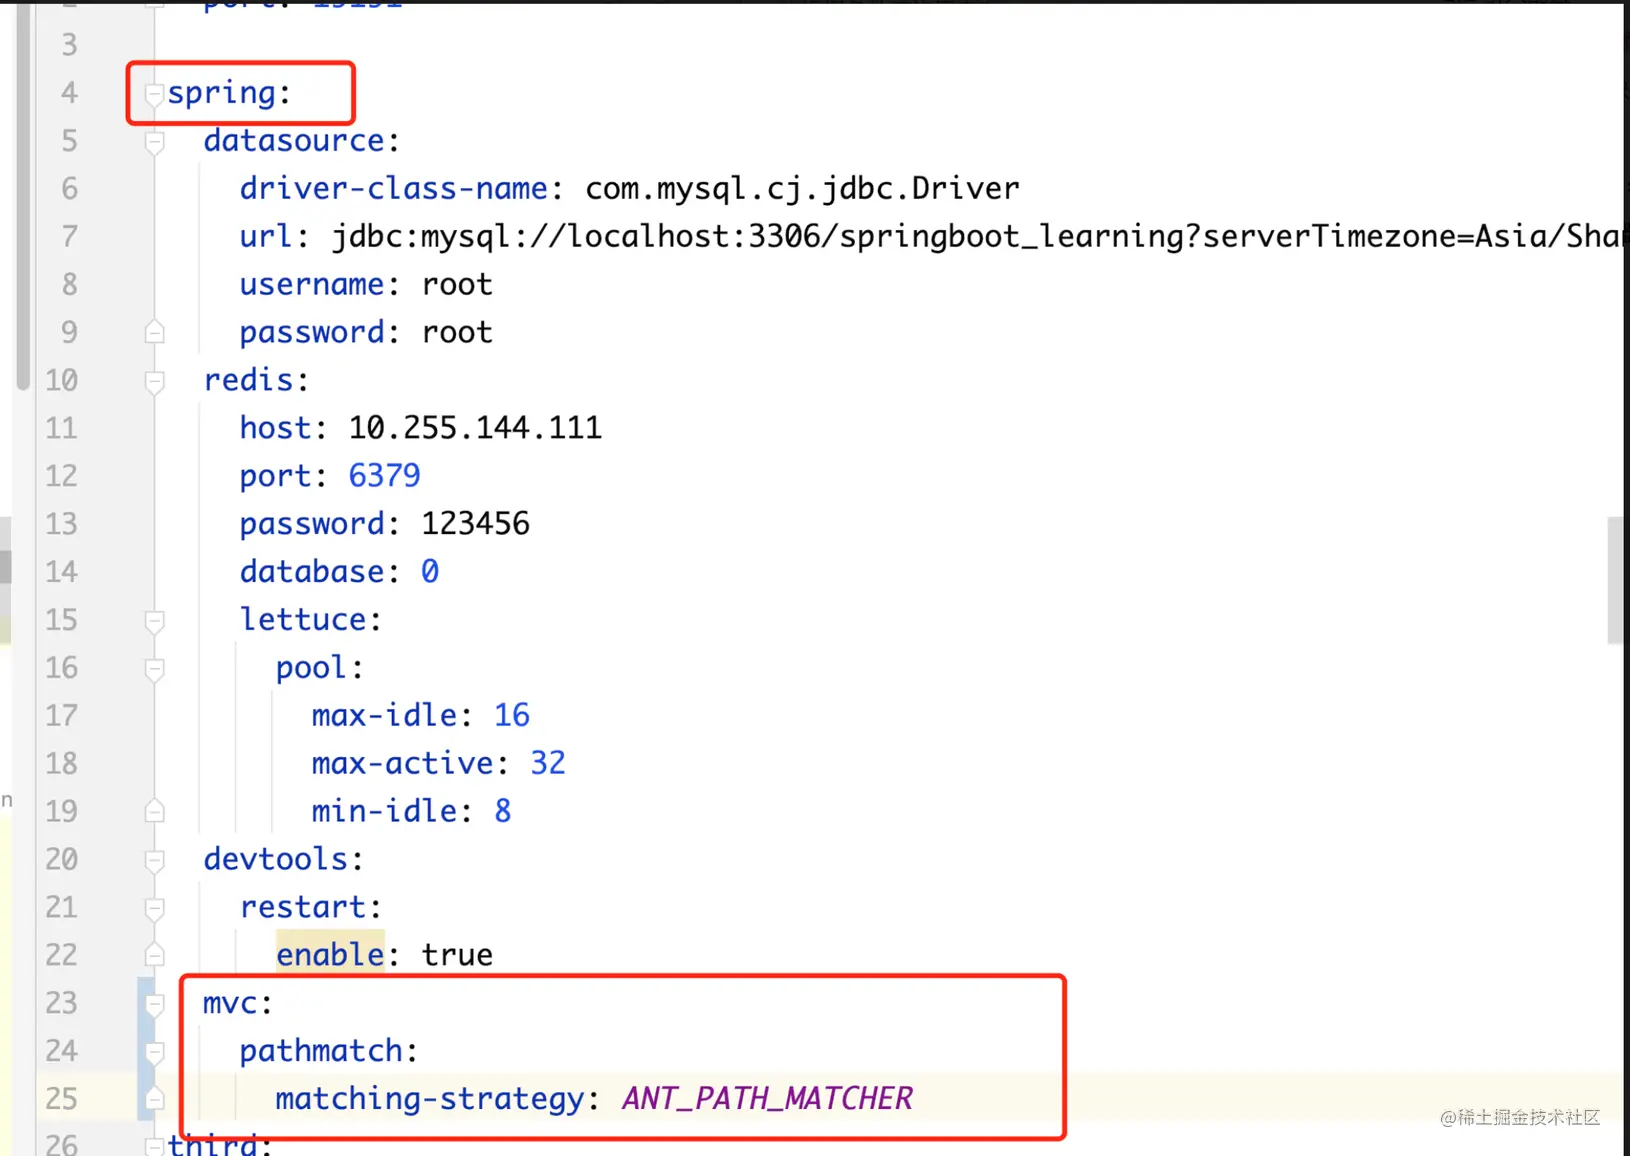 3
4 spring:
5 datasource:
6 driver-class-name: com.mysql.cj.jdbc.Driver
7 url: jdbc:mysql://localhost:3306/springboot_learning?serverTimezone=Asia/Sha
8 username: root
9 password: root
10 redis:
11 host: 10.255.144.111
12 port: 6379
13 password: 123456
14 database: 0
15 lettuce:
16 pool:
17 max-idle: 16
18 max-active: 32
19 min-idle: 8
20 devtools:
21 restart:
22 enable: true
23 mvc:
24 pathmatch:
25 matching-strategy: ANT_PATH_MATCHER
26 third:
@稀土掘金技术社区